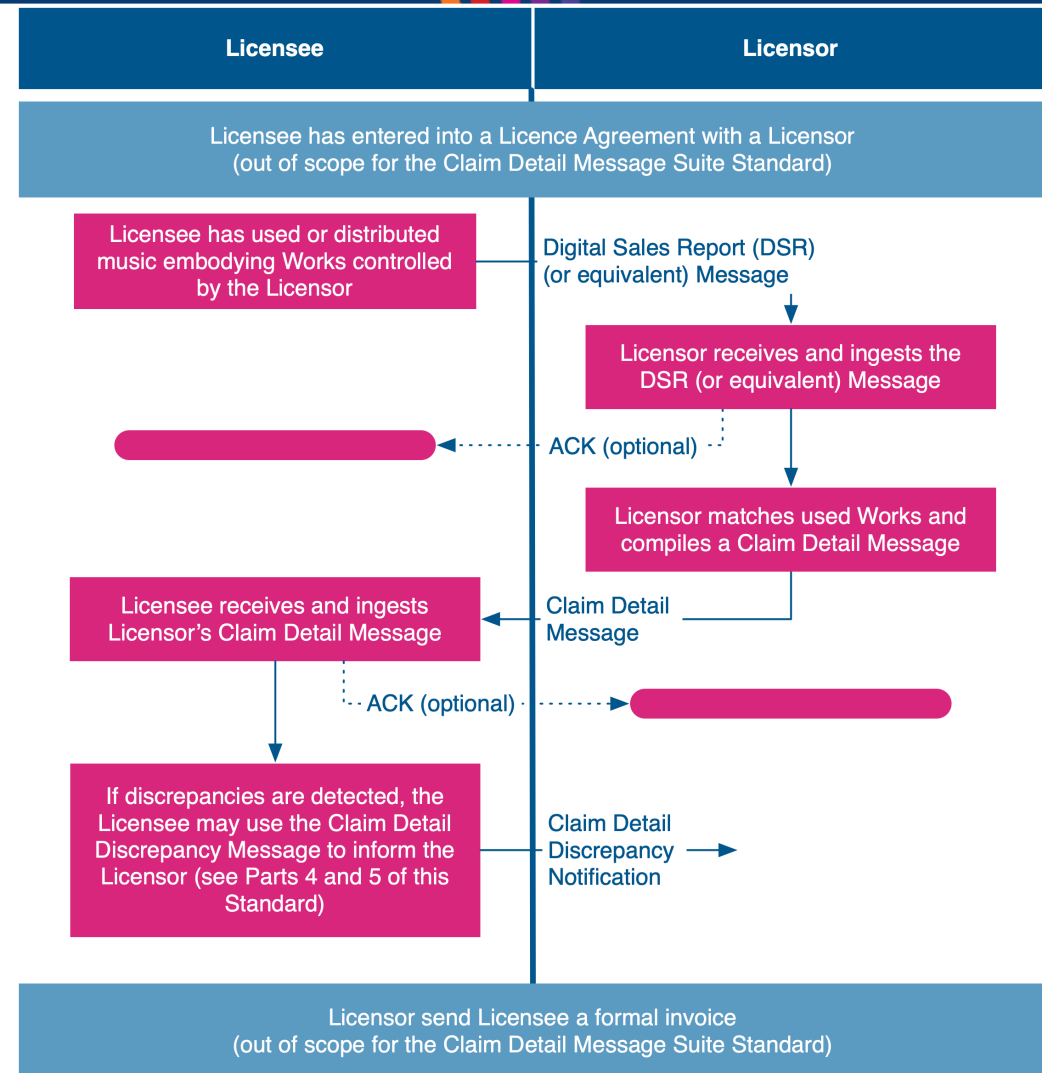 Licensee
Licensor
Licensee has entered into a Licence Agreement with a Licensor
(out of scope for the Claim Detail Message Suite Standard)
Licensee has used or distributed
music embodying Works controlled
by the Licensor
Digital Sales Report (DSR)
(or equivalent) Message
Licensor receives and ingests the
DSR (or equivalent) Message
ACK (optional)
Licensor matches used Works and
compiles a Claim Detail Message
Licensee receives and ingests
Licensor’s Claim Detail Message
Claim Detail
Message
ACK (optional)
If discrepancies are detected, the
Licensee may use the Claim Detail
Discrepancy Message to inform the
Licensor (see Parts 4 and 5 of this
Standard)
Claim Detail
Discrepancy
Notification
Licensor send Licensee a formal invoice
(out of scope for the Claim Detail Message Suite Standard)